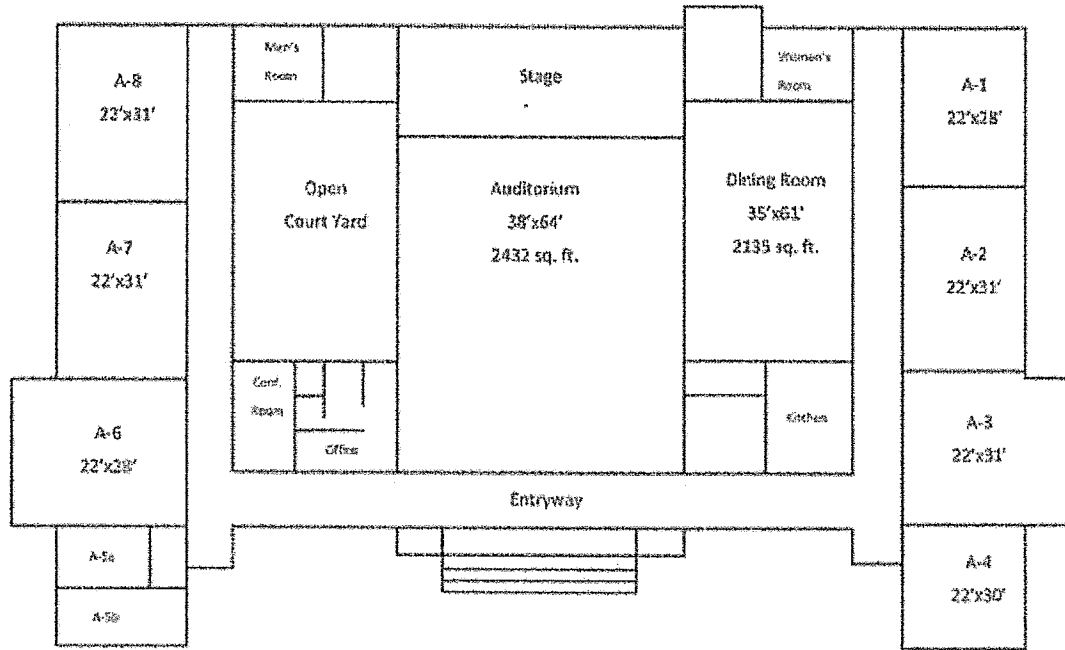 A-8
22'x31'
Men's
Room
Stage
Women's
Room
A-1
22'x28'
Open
Court Yard
Auditorium
38'x64'
2432 sq. ft.
Dining Room
35'x61'
2135 sq. ft.
A-7
22'x31'
A-2
22'x31'
Conf.
Room
Office
Kitchen
A-6
22'x28'
A-3
22'x31'
Entryway
A-5a
A-5b
A-4
22'x30'